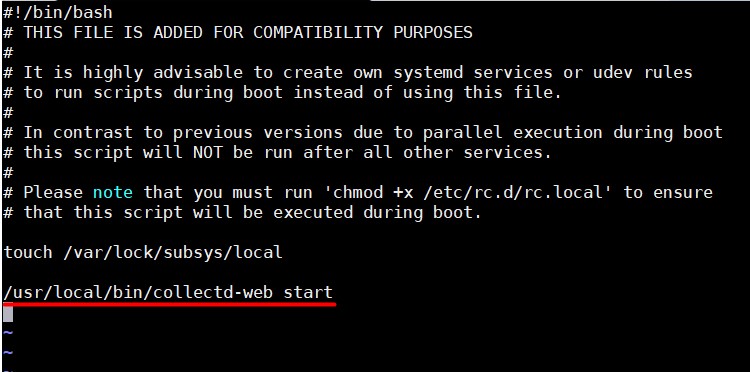 #!/bin/bash
# THIS FILE IS ADDED FOR COMPATIBILITY PURPOSES
#
# It is highly advisable to create own systemd services or udev rules
# to run scripts during boot instead of using this file.
#
# In contrast to previous versions due to parallel execution during boot
# this script will NOT be run after all other services.
#
# Please note that you must run 'chmod +x /etc/rc.d/rc.local' to ensure
# that this script will be executed during boot.
touch /var/lock/subsys/local
/usr/local/bin/collectd-web start
~
~
~